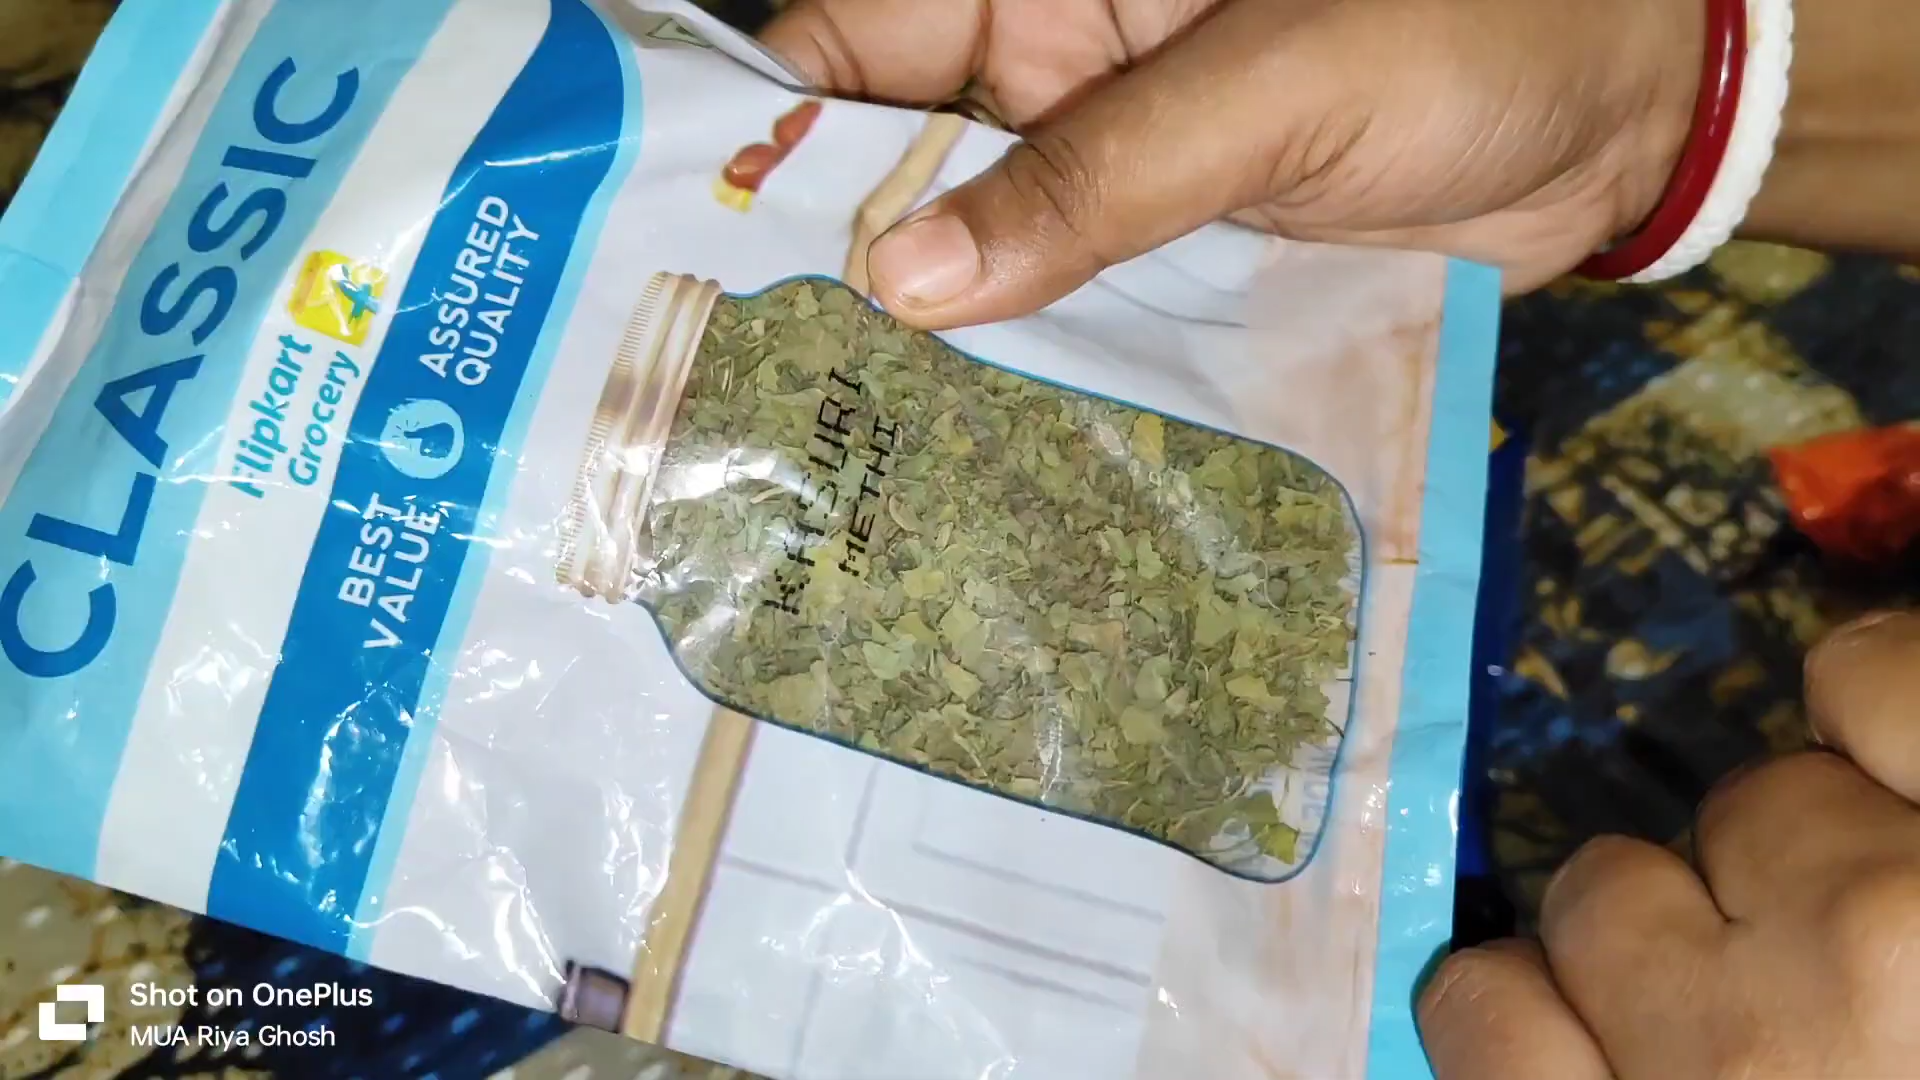 CLASSIC
Flipkart
Grocery
BEST
VALUE
ASSURED
QUALITY
KASURI
METHI
Shot on OnePlus
MUA Riya Ghosh